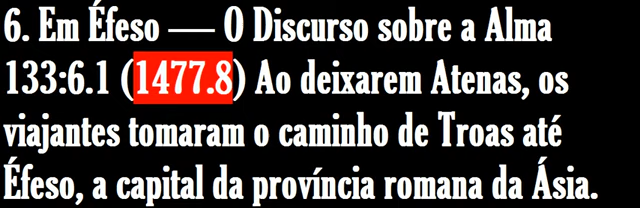 6. Em Éfeso — O Discurso sobre a Alma
133:6.1 (1477.8) Ao deixarem Atenas, os
viajantes tomaram o caminho de Troas até
Éfeso, a capital da província romana da Ásia.